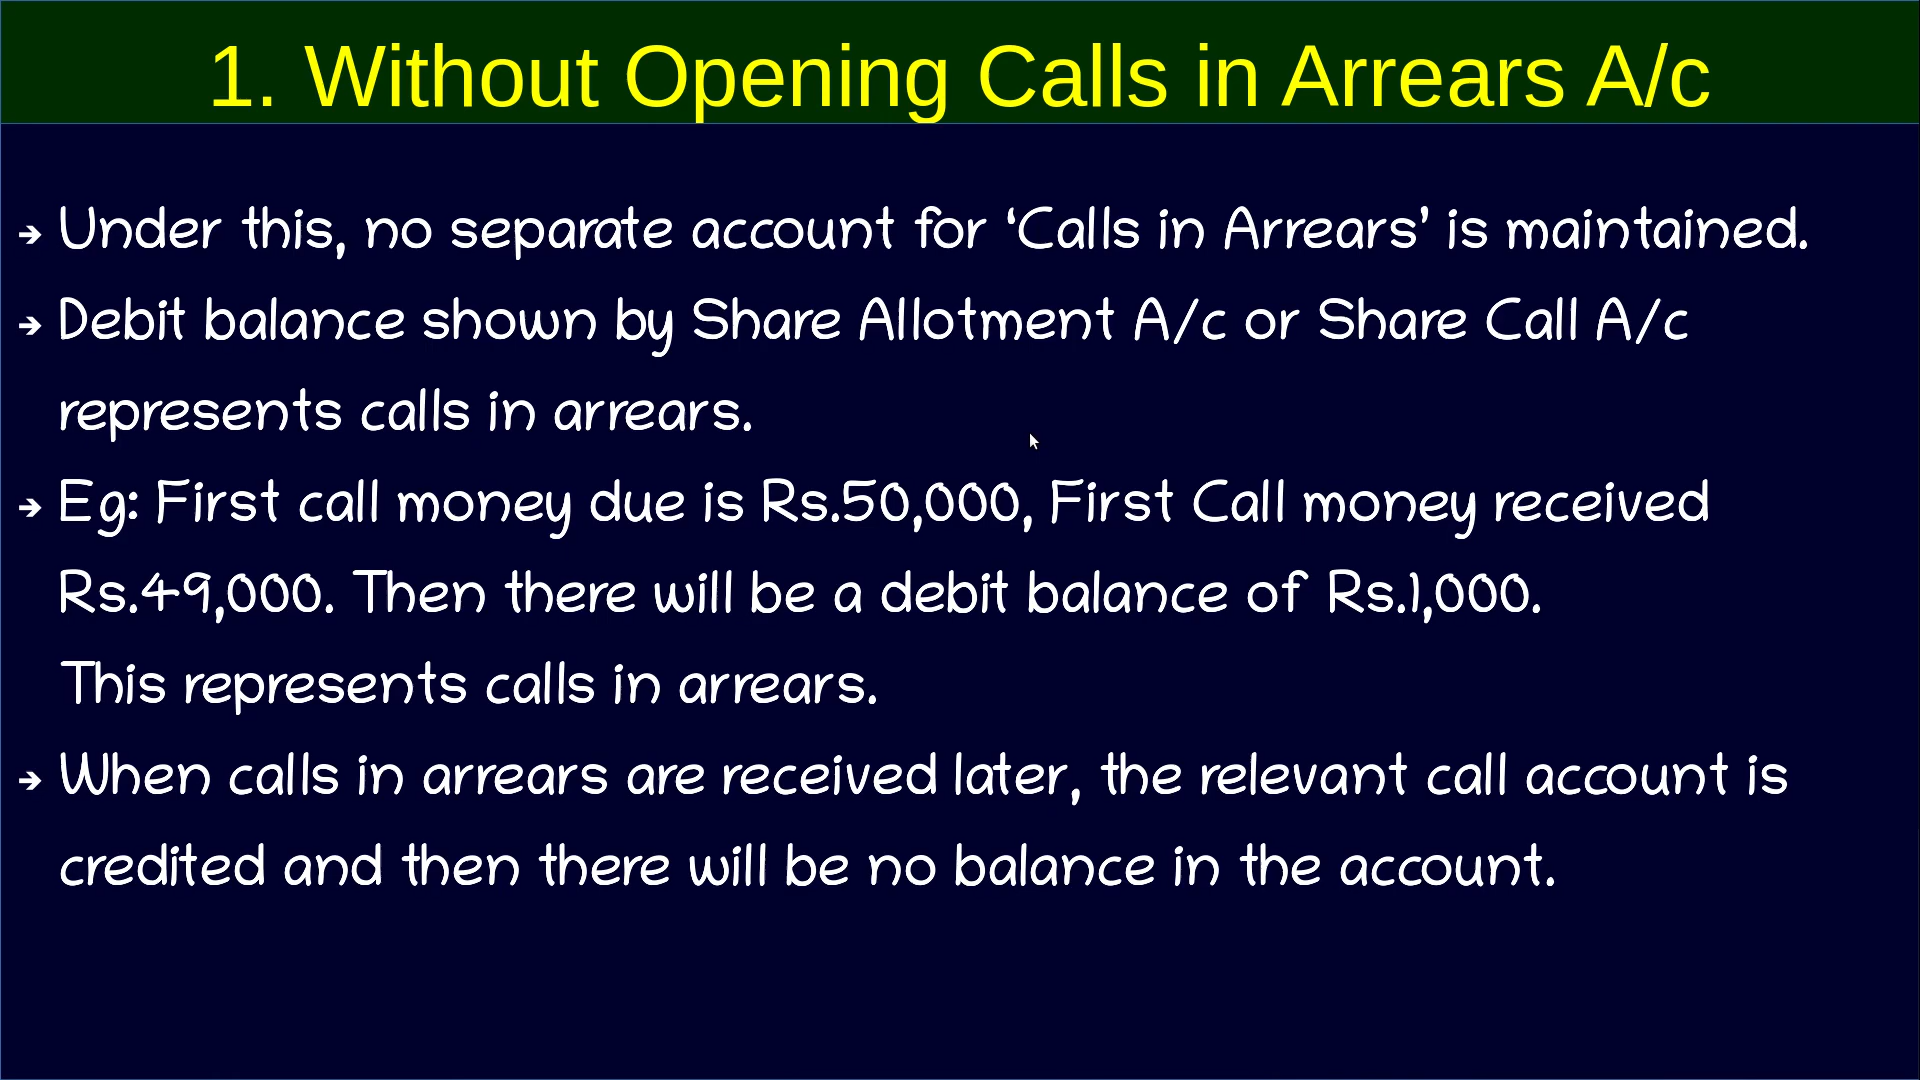 1. Without Opening Calls in Arrears A/c
➔ Under this, no separate account for ‘Calls in Arrears’ is maintained.
➔ Debit balance shown by Share Allotment A/c or Share Call A/c
represents calls in arrears.
➔ Eg: First call money due is Rs.50,000, First Call money received
Rs.49,000. Then there will be a debit balance of Rs.1,000.
This represents calls in arrears.
➔ When calls in arrears are received later, the relevant call account is
credited and then there will be no balance in the account.